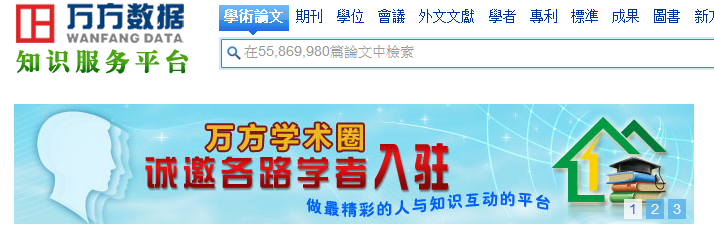 万方数据
WANFANG DATA
知识服务平台
學術論文 期刊 學位 會議 外文文獻 學者 專利 標準 成果 圖書 新
在55,869,980篇論文中檢索
万方学术圈
诚邀各路学者入驻
做最精彩的人与知识互动的平台
1 2 3